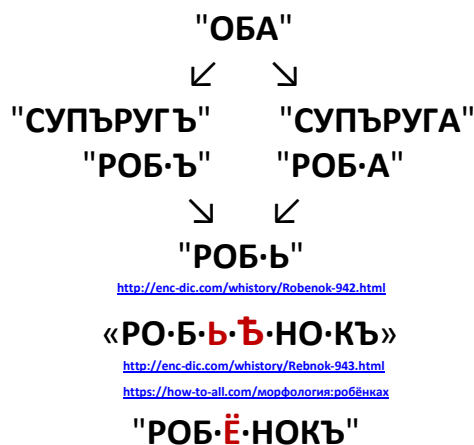 "ОБА"
↙ ↘
"СУПЪРУГЪ" "СУПЪРУГА"
"РОБ·Ъ" "РОБ·А"
↘ ↙
"РОБ·Ь"
http://enc-dic.com/whistory/Robenok-942.html
«РО·Б·Ь·Ѣ·НО·КЪ»
http://enc-dic.com/whistory/Rebnok-943.html
https://how-to-all.com/морфология:робёнках
"РОБ·Ё·НОКЪ"